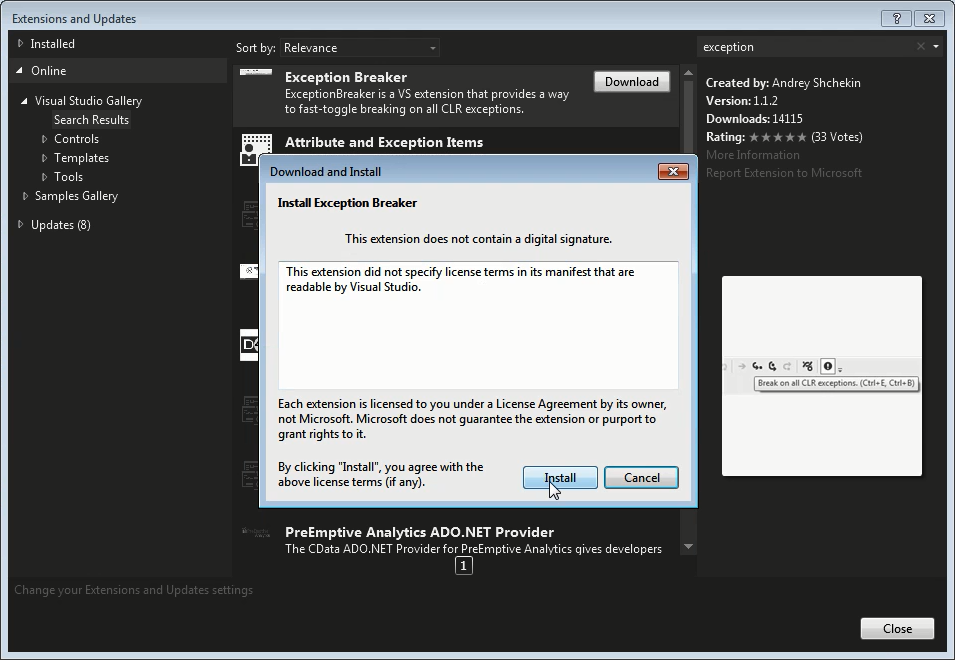 Extensions and Updates
Installed
Online
Visual Studio Gallery
Search Results
Controls
Templates
Tools
Samples Gallery
Updates (8)
Sort by: Relevance
Exception Breaker
ExceptionBreaker is a VS extension that provides a way
to fast-toggle breaking on all CLR exceptions.
Download
Attribute and Exception Items
Download and Install
Install Exception Breaker
This extension does not contain a digital signature.
This extension did not specify license terms in its manifest that are
readable by Visual Studio.
Each extension is licensed to you under a License Agreement by its owner,
not Microsoft. Microsoft does not guarantee the extension or purport to
grant rights to it.
By clicking "Install", you agree with the
above license terms (if any).
Install
Cancel
PreEmptive Analytics ADO.NET Provider
The CData ADO.NET Provider for PreEmptive Analytics gives developers
1
exception
Created by: Andrey Shchekin
Version: 1.1.2
Downloads: 14115
Rating: ★★★★★ (33 Votes)
More Information
Report Extension to Microsoft
Break on all CLR exceptions. (Ctrl+E, Ctrl+B)
Change your Extensions and Updates settings
Close